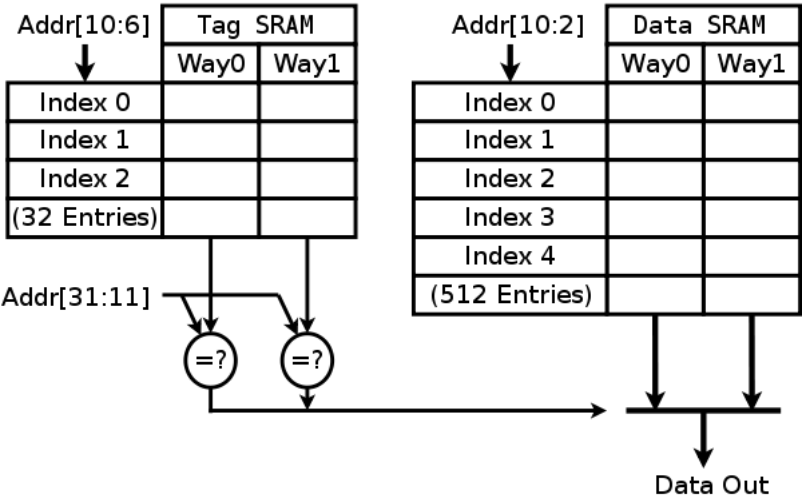 Addr[10:6]
Tag SRAM
Way0 Way1
Index 0
Index 1
Index 2
(32 Entries)
Addr[31:11]
=? =?
Addr[10:2]
Data SRAM
Way0 Way1
Index 0
Index 1
Index 2
Index 3
Index 4
(512 Entries)
Data Out